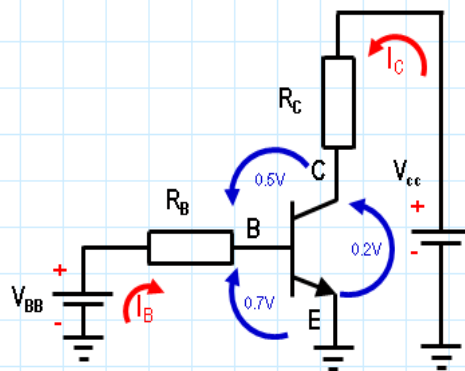 I_C
R_C
C
V_cc
0.5V
+
R_B
B
0.2V
-
+
V_BB
I_B
0.7V
-
E